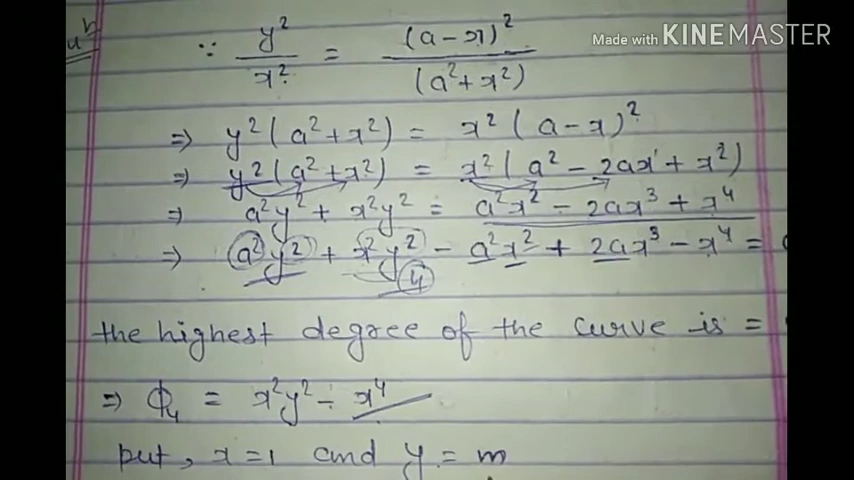 uⁿ
∵ y²/x² = (a-x)²/(a²+x²)
Made with KINEMASTER
⇒ y²(a²+x²) = x²(a-x)²
⇒ y²(a²+x²) = x²(a²-2ax+x²)
⇒ a²y² + x²y² = a²x² - 2ax³ + x⁴
⇒ a²y² + x²y² - a²x² + 2ax³ - x⁴ =
4
the highest degree of the curve is =
⇒ ϕ₄ = x²y² - x⁴
put, x=1 and y = m